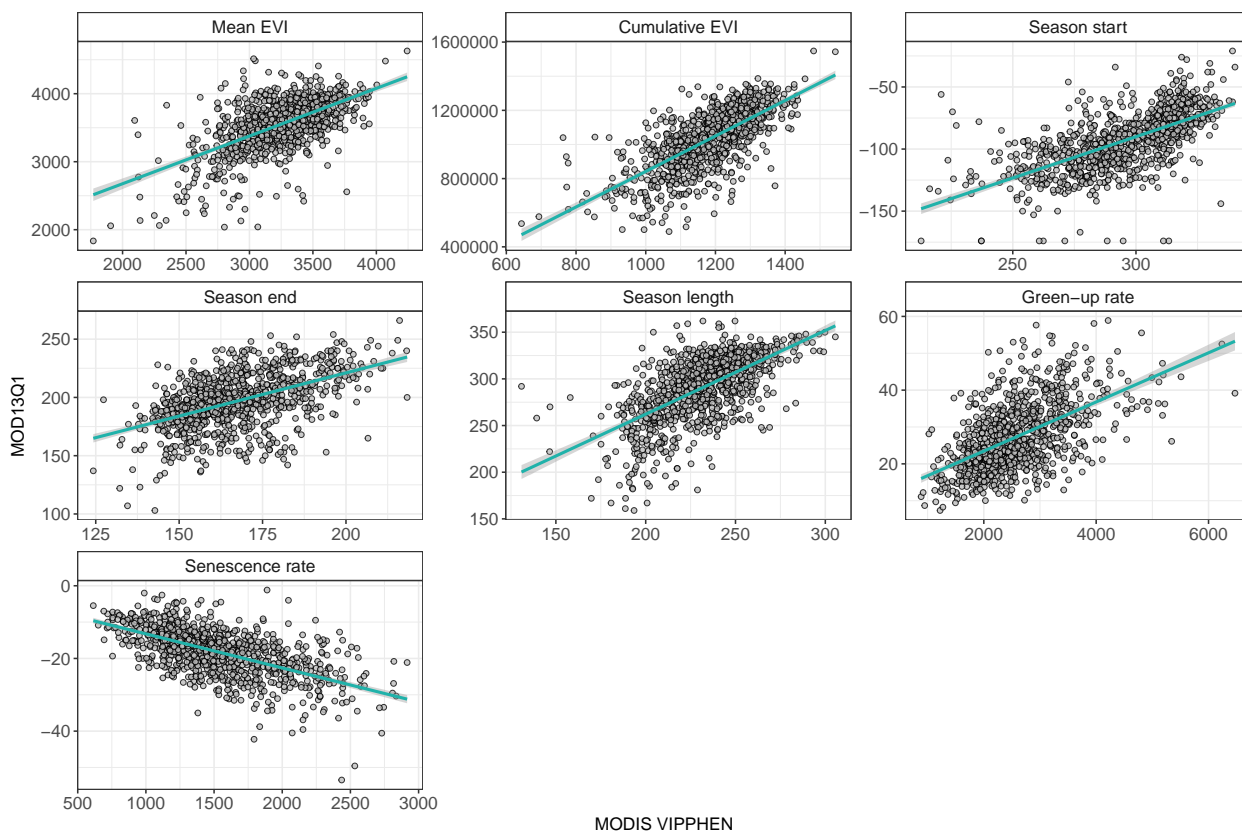 Mean EVI
Cumulative EVI
Season start
4000
3000
2000
2000 2500 3000 3500 4000
1600000
1200000
800000
400000
600 800 1000 1200 1400
−50
−100
−150
250 300
Season end
Season length
Green−up rate
250
200
150
100
125 150 175 200
350
300
250
200
150
150 200 250 300
60
40
20
2000 4000 6000
Senescence rate
0
−20
−40
500 1000 1500 2000 2500 3000
MOD13Q1
MODIS VIPPHEN